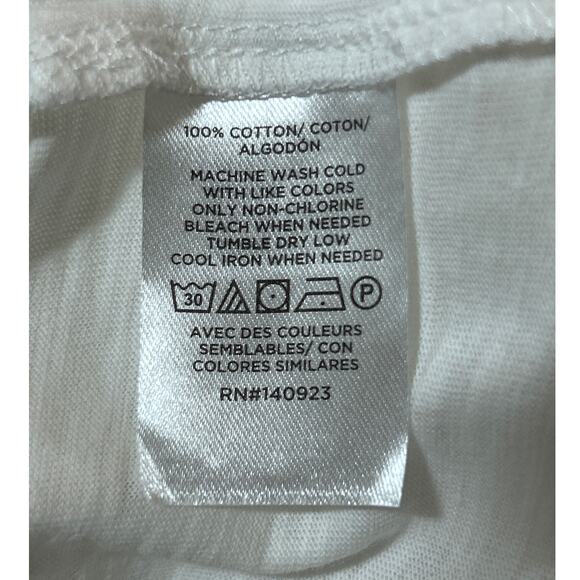 100% COTTON/ COTON/
ALGODÓN
MACHINE WASH COLD
WITH LIKE COLORS
ONLY NON-CHLORINE
BLEACH WHEN NEEDED
TUMBLE DRY LOW
COOL IRON WHEN NEEDED
30 P
AVEC DES COULEURS
SEMBLABLES/ CON
COLORES SIMILARES
RN#140923